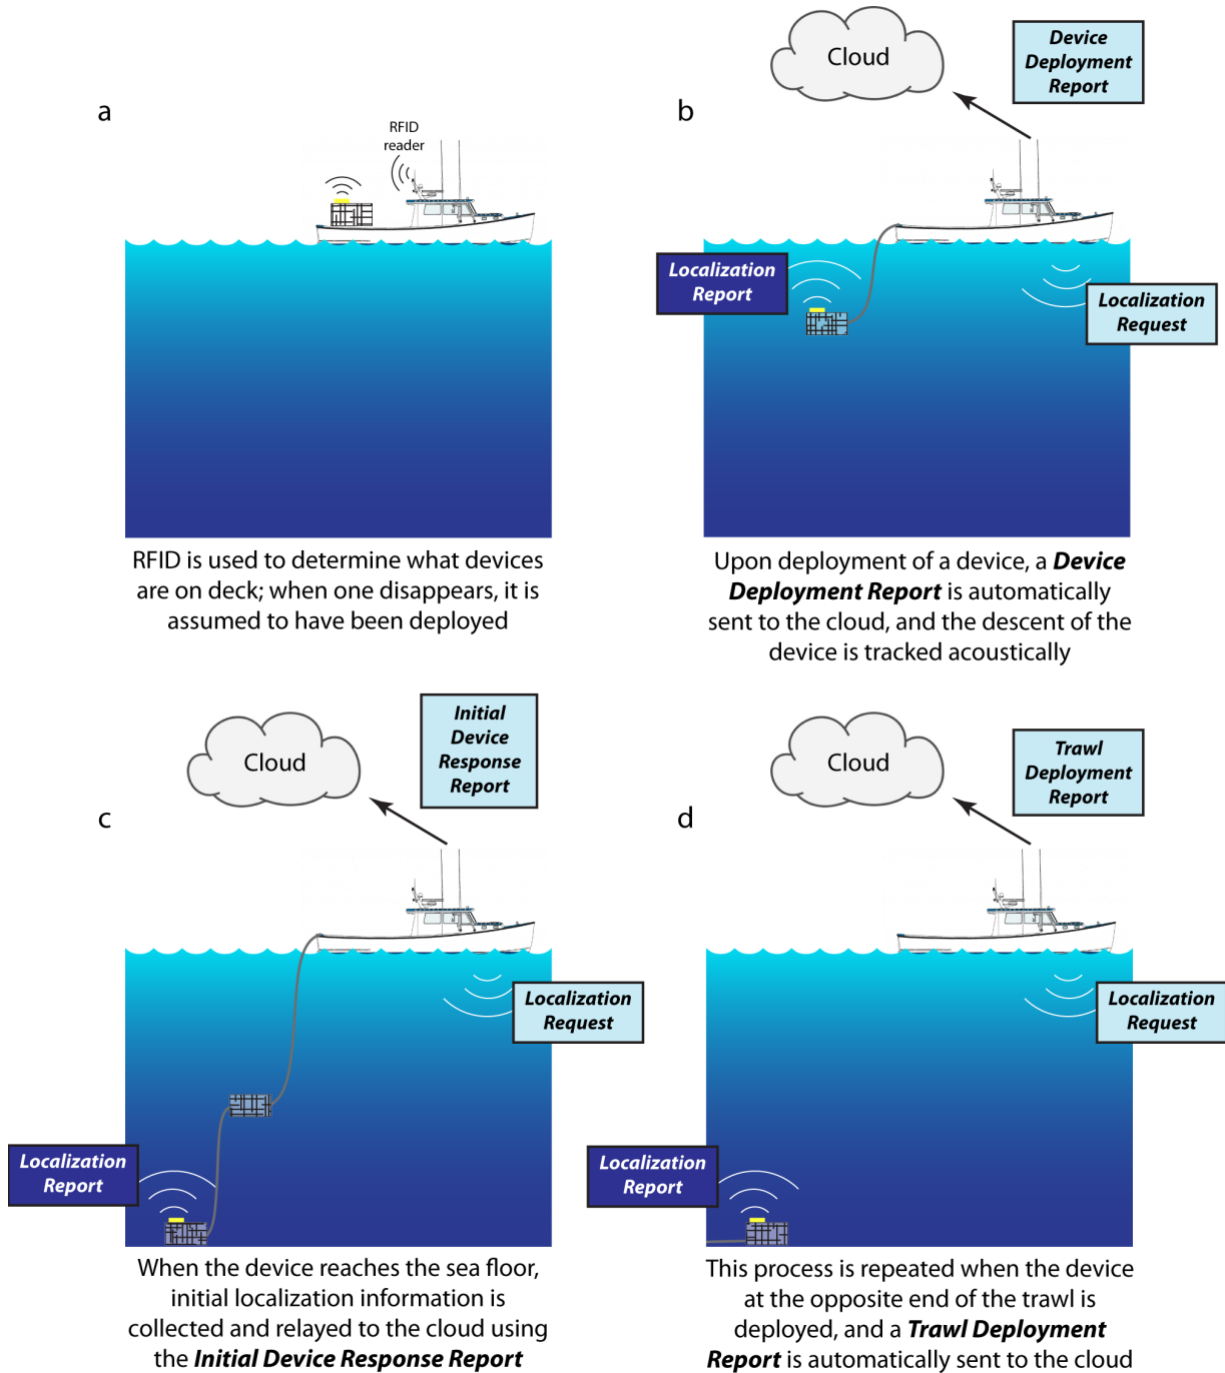 a
RFID
reader
RFID is used to determine what devices
are on deck; when one disappears, it is
assumed to have been deployed
b
Cloud
Device
Deployment
Report
Localization
Report
Localization
Request
Upon deployment of a device, a Device
Deployment Report is automatically
sent to the cloud, and the descent of the
device is tracked acoustically
c
Cloud
Initial
Device
Response
Report
Localization
Request
Localization
Report
When the device reaches the sea floor,
initial localization information is
collected and relayed to the cloud using
the Initial Device Response Report
d
Cloud
Trawl
Deployment
Report
Localization
Request
Localization
Report
This process is repeated when the device
at the opposite end of the trawl is
deployed, and a Trawl Deployment
Report is automatically sent to the cloud